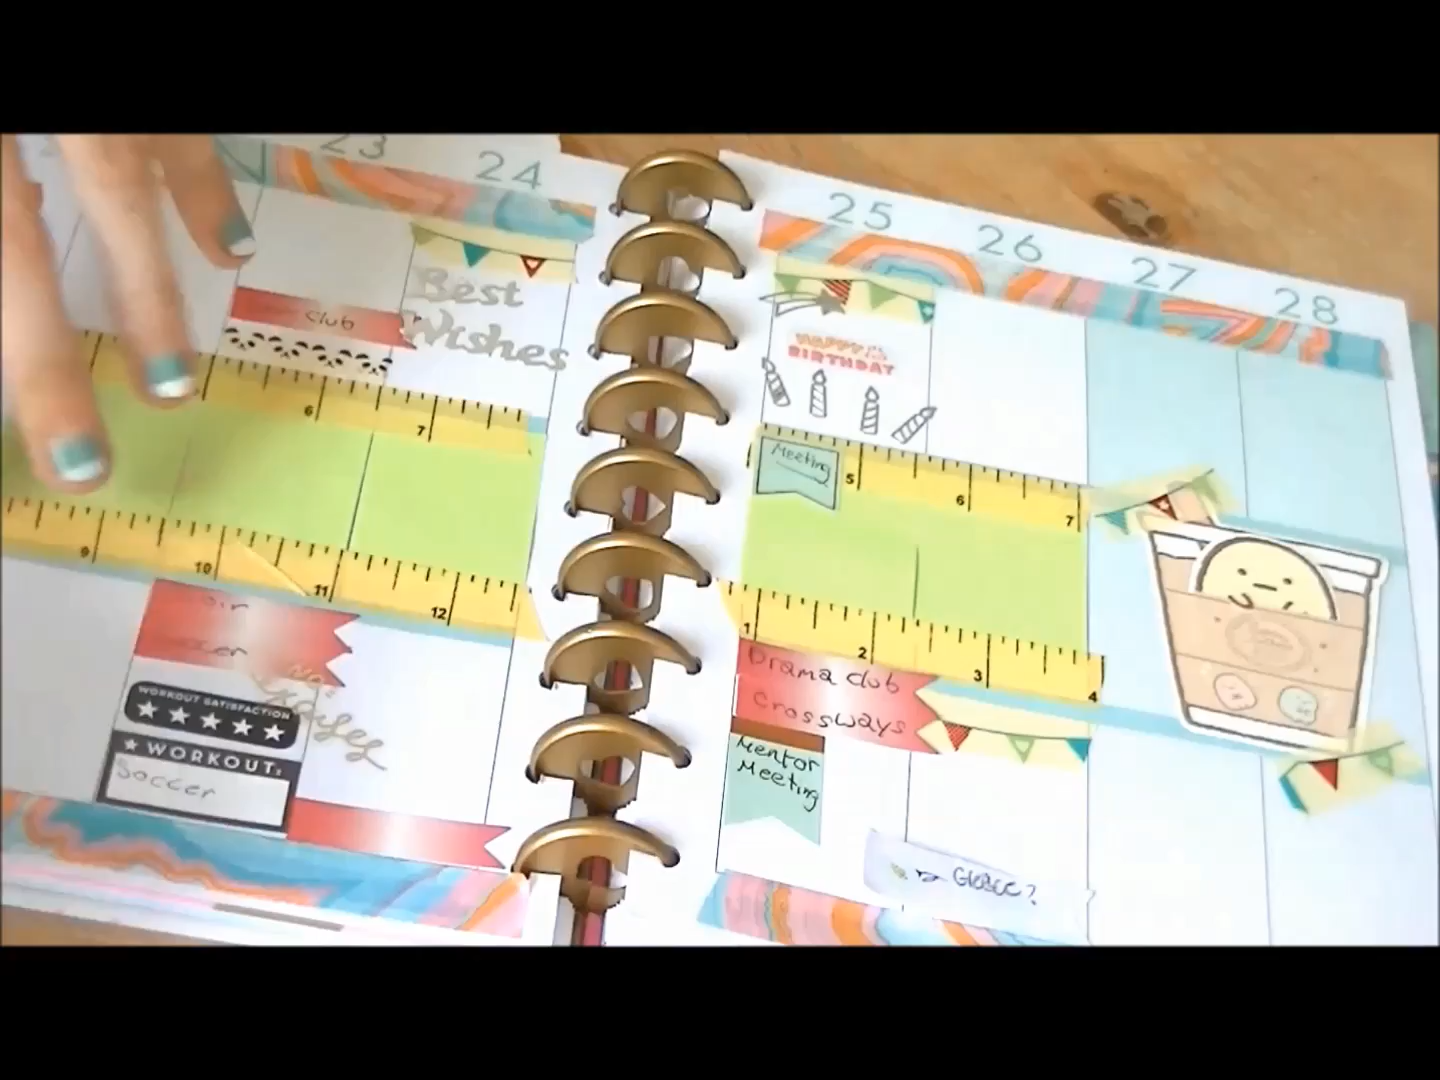 23
24
25
26
27
28
club
Best
Wishes
HAPPY
BIRTHDAY
6
7
Meeting
5
6
7
9
10
11
12
1
2
3
4
WORKOUT SATISFACTION
WORKOUT:
Soccer
Drama club
Crossways
Mentor
Meeting